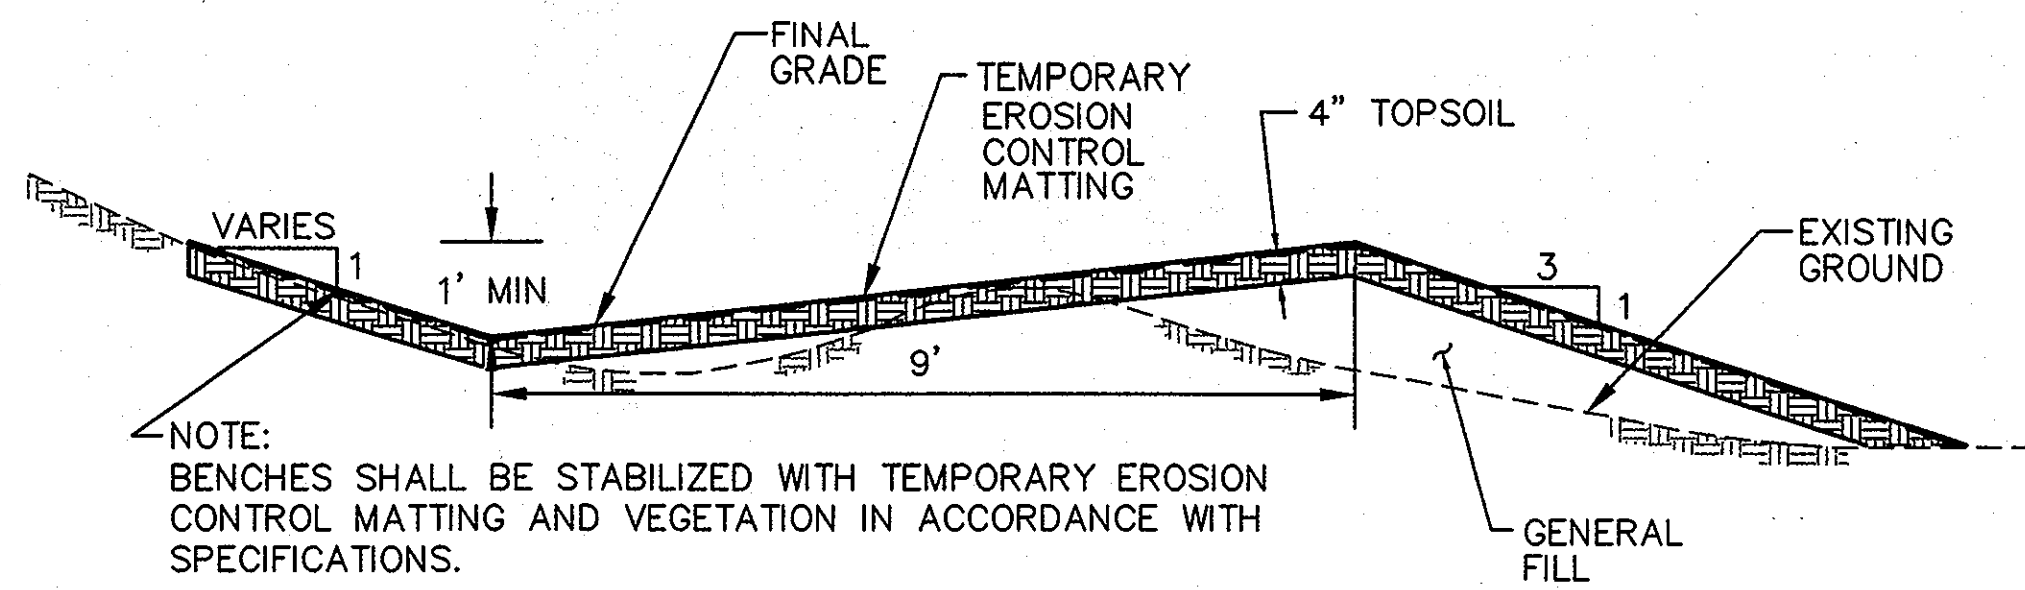 FINAL
GRADE
TEMPORARY
EROSION
CONTROL
MATTING
4" TOPSOIL
VARIES
1
1' MIN
3
1
EXISTING
GROUND
9'
NOTE:
BENCHES SHALL BE STABILIZED WITH TEMPORARY EROSION
CONTROL MATTING AND VEGETATION IN ACCORDANCE WITH
SPECIFICATIONS.
GENERAL
FILL